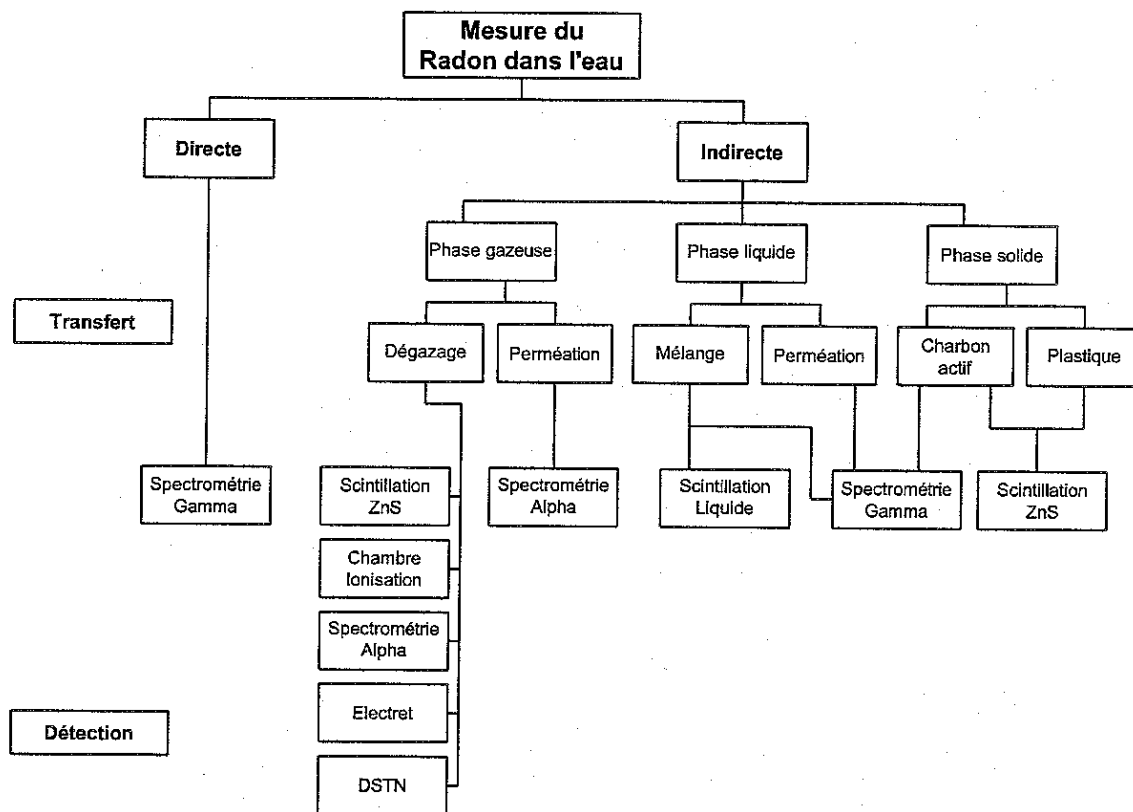 Mesure du
Radon dans l'eau
Directe
Indirecte
Phase gazeuse
Phase liquide
Phase solide
Transfert
Dégazage
Perméation
Mélange
Perméation
Charbon
actif
Plastique
Spectrométrie
Gamma
Scintillation
ZnS
Spectrométrie
Alpha
Scintillation
Liquide
Spectrométrie
Gamma
Scintillation
ZnS
Chambre
Ionisation
Spectrométrie
Alpha
Electret
Détection
DSTN